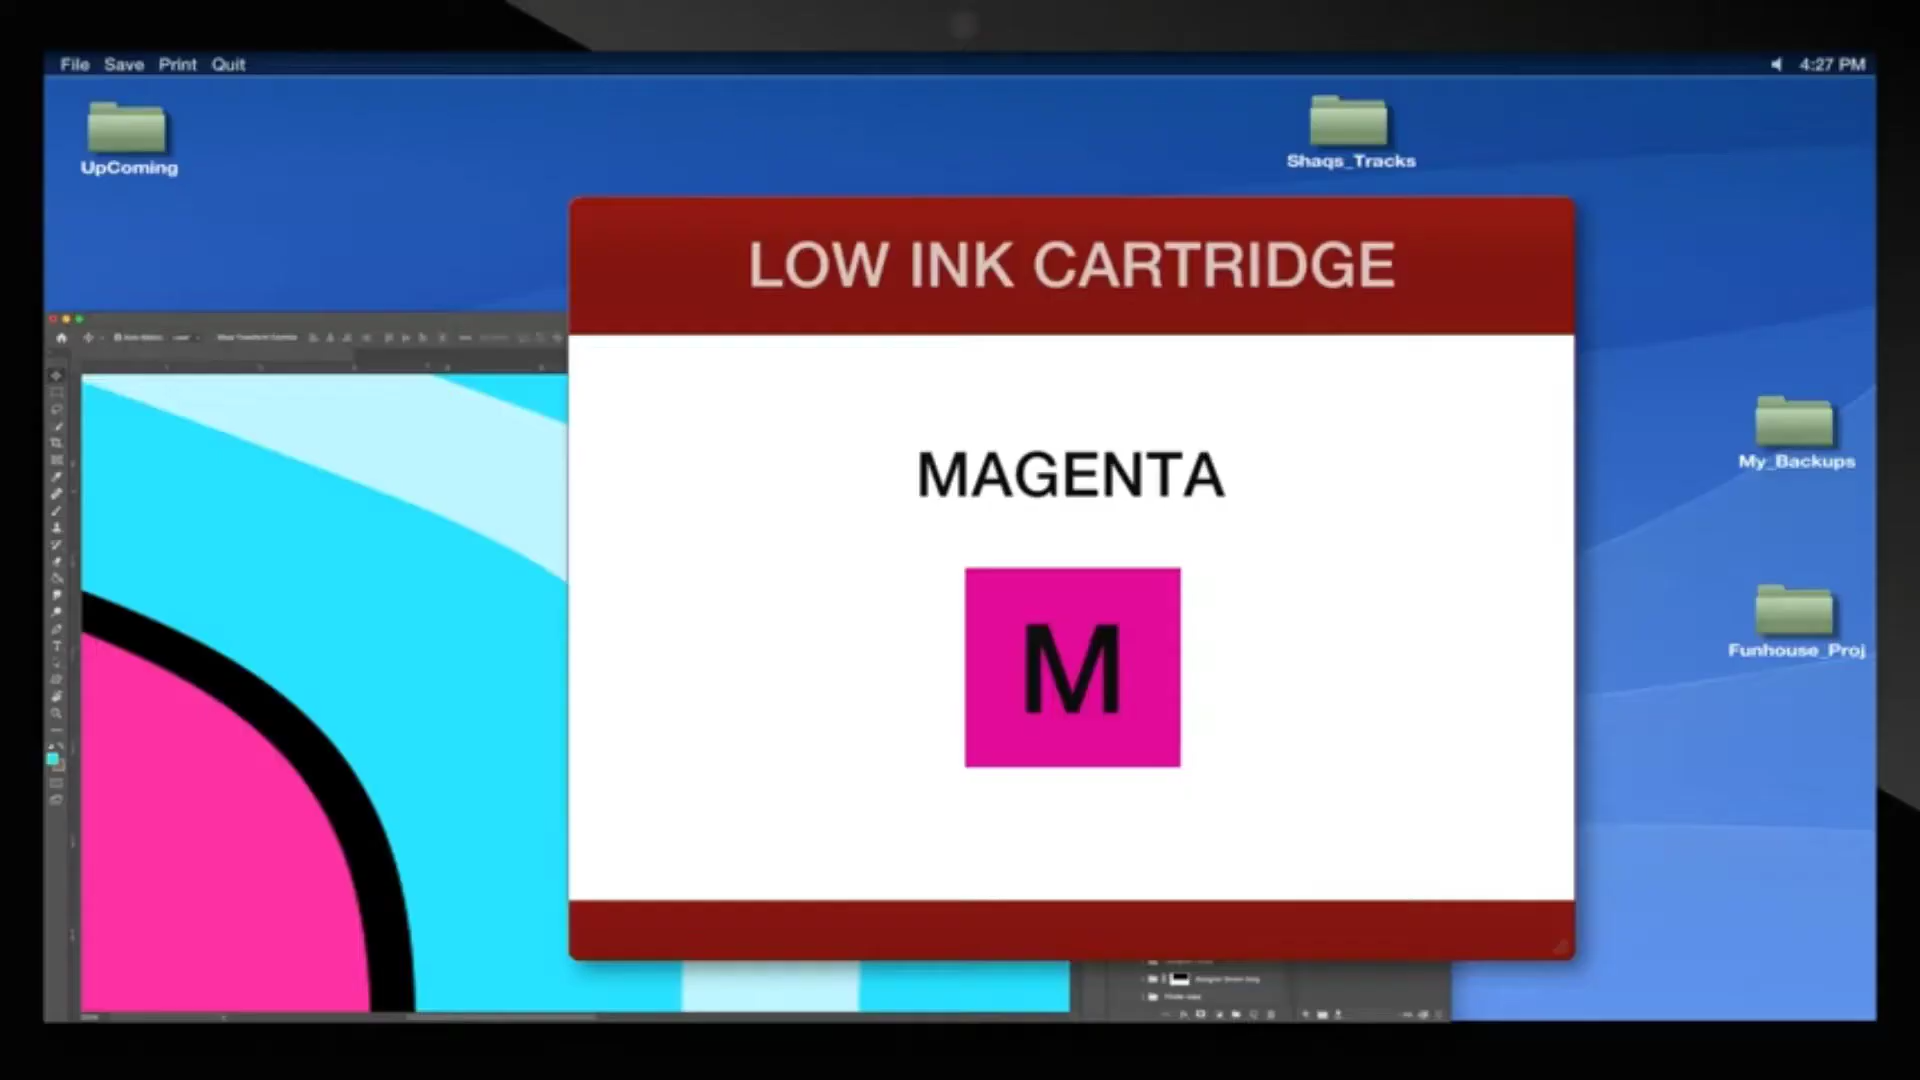 File Save Print Quit
4:27 PM
UpComing
Shaqs_Tracks
LOW INK CARTRIDGE
MAGENTA
M
My_Backups
Funhouse_Proj